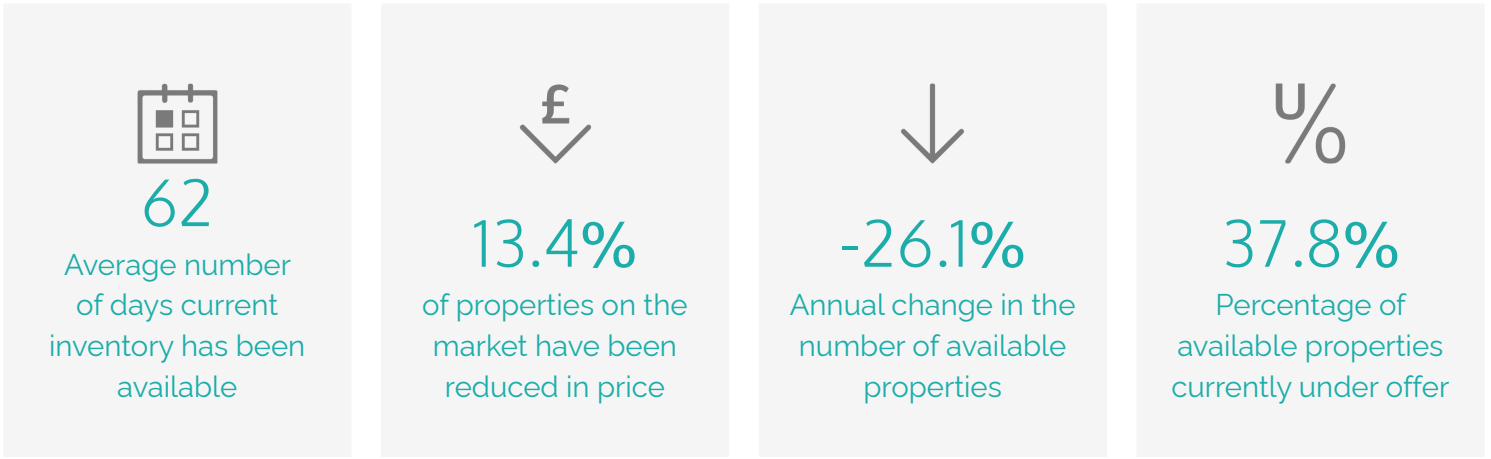 62
Average number
of days current
inventory has been
available
£
13.4%
of properties on the
market have been
reduced in price
-26.1%
Annual change in the
number of available
properties
U/O
37.8%
Percentage of
available properties
currently under offer